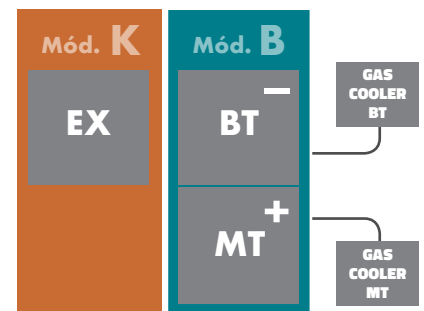 Mód. K
EX
Mód. B
BT −
MT +
GAS
COOLER
BT
GAS
COOLER
MT